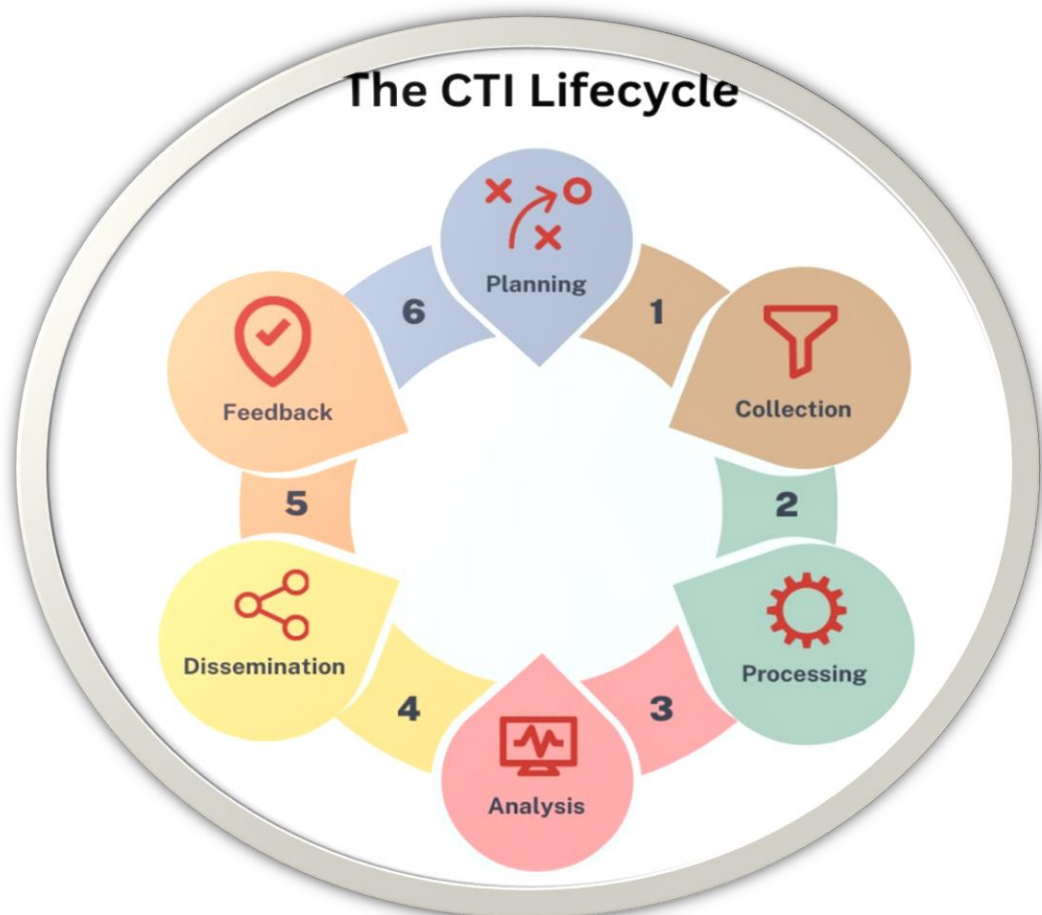 The CTI Lifecycle
Planning
1
Collection
2
Processing
3
Analysis
4
Dissemination
5
Feedback
6